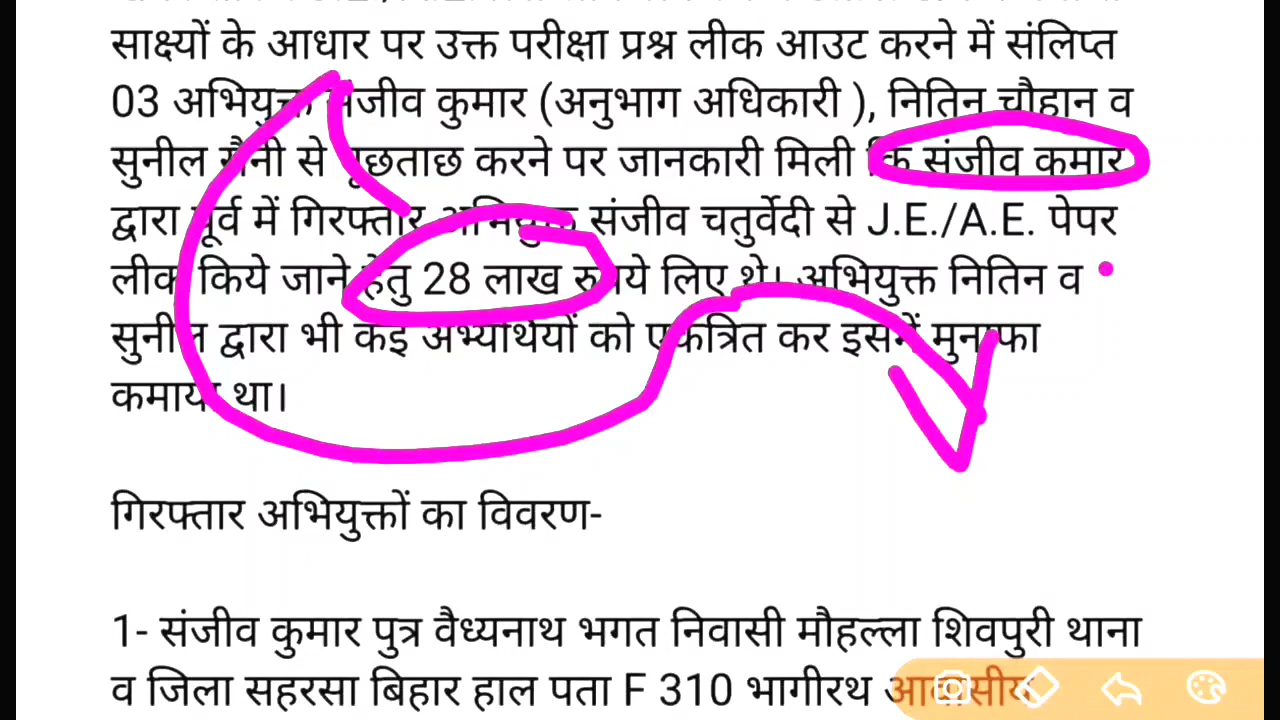 साक्ष्यों के आधार पर उक्त परीक्षा प्रश्न लीक आउट करने में संलिप्त
03 अभियुक्त संजीव कुमार (अनुभाग अधिकारी ), नितिन चौहान व
सुनील सैनी से पूछताछ करने पर जानकारी मिली कि संजीव कुमार
द्वारा पूर्व में गिरफ्तार अभियुक्त संजीव चतुर्वेदी से J.E./A.E. पेपर
लीक किये जाने हेतु 28 लाख रुपये लिए थे। अभियुक्त नितिन व
सुनील द्वारा भी कई अभ्यर्थियों को एकत्रित कर इसमें मुनाफा
कमाया था।
गिरफ्तार अभियुक्तों का विवरण-
1- संजीव कुमार पुत्र वैध्यनाथ भगत निवासी मौहल्ला शिवपुरी थाना
व जिला सहरसा बिहार हाल पता F 310 भागीरथ आवासीय